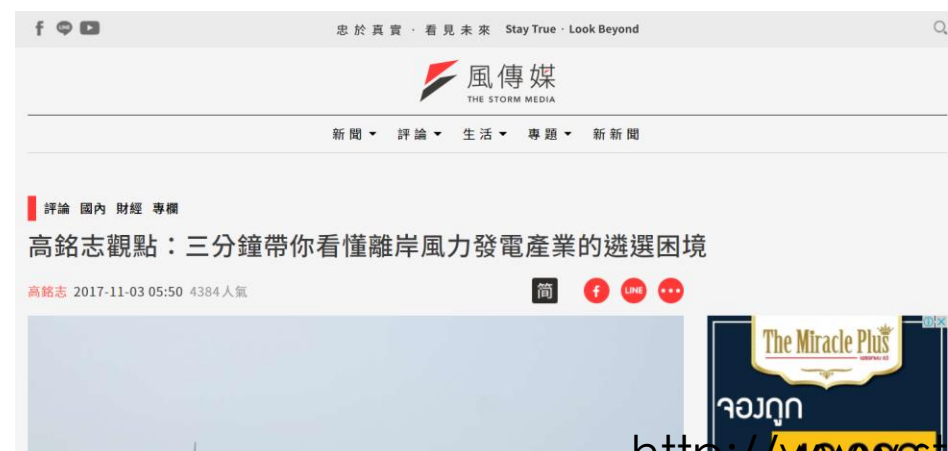 忠於真實．看見未來 Stay True · Look Beyond
風傳媒
THE STORM MEDIA
新聞 評論 生活 專題 新新聞
評論 國內 財經 專欄
高銘志觀點：三分鐘帶你看懂離岸風力發電產業的遴選困境
高銘志 2017-11-03 05:50 4384人氣
简 f LINE
The Miracle Plus
จองถูก